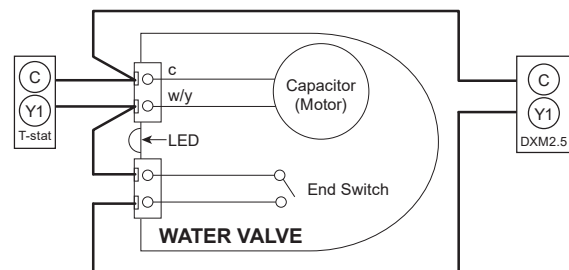 C
Y1
T-stat
c
w/y
LED
Capacitor
(Motor)
End Switch
WATER VALVE
C
Y1
DXM2.5